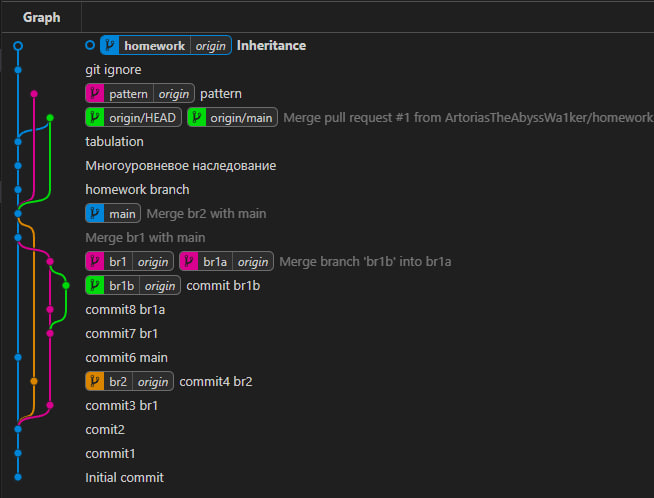 Graph
homework origin Inheritance
git ignore
pattern origin pattern
origin/HEAD origin/main Merge pull request #1 from ArtoriasTheAbyssWa1ker/homework
tabulation
Многоуровневое наследование
homework branch
main Merge br2 with main
Merge br1 with main
br1 origin br1a origin Merge branch 'br1b' into br1a
br1b origin commit br1b
commit8 br1a
commit7 br1
commit6 main
br2 origin commit4 br2
commit3 br1
comit2
commit1
Initial commit